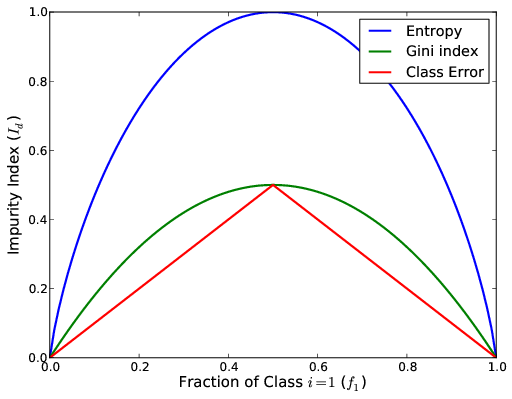 Entropy
Gini index
Class Error
Impurity Index (I_d)
1.0
0.8
0.6
0.4
0.2
0.0
0.0 0.2 0.4 0.6 0.8 1.0
Fraction of Class i=1 (f_1)